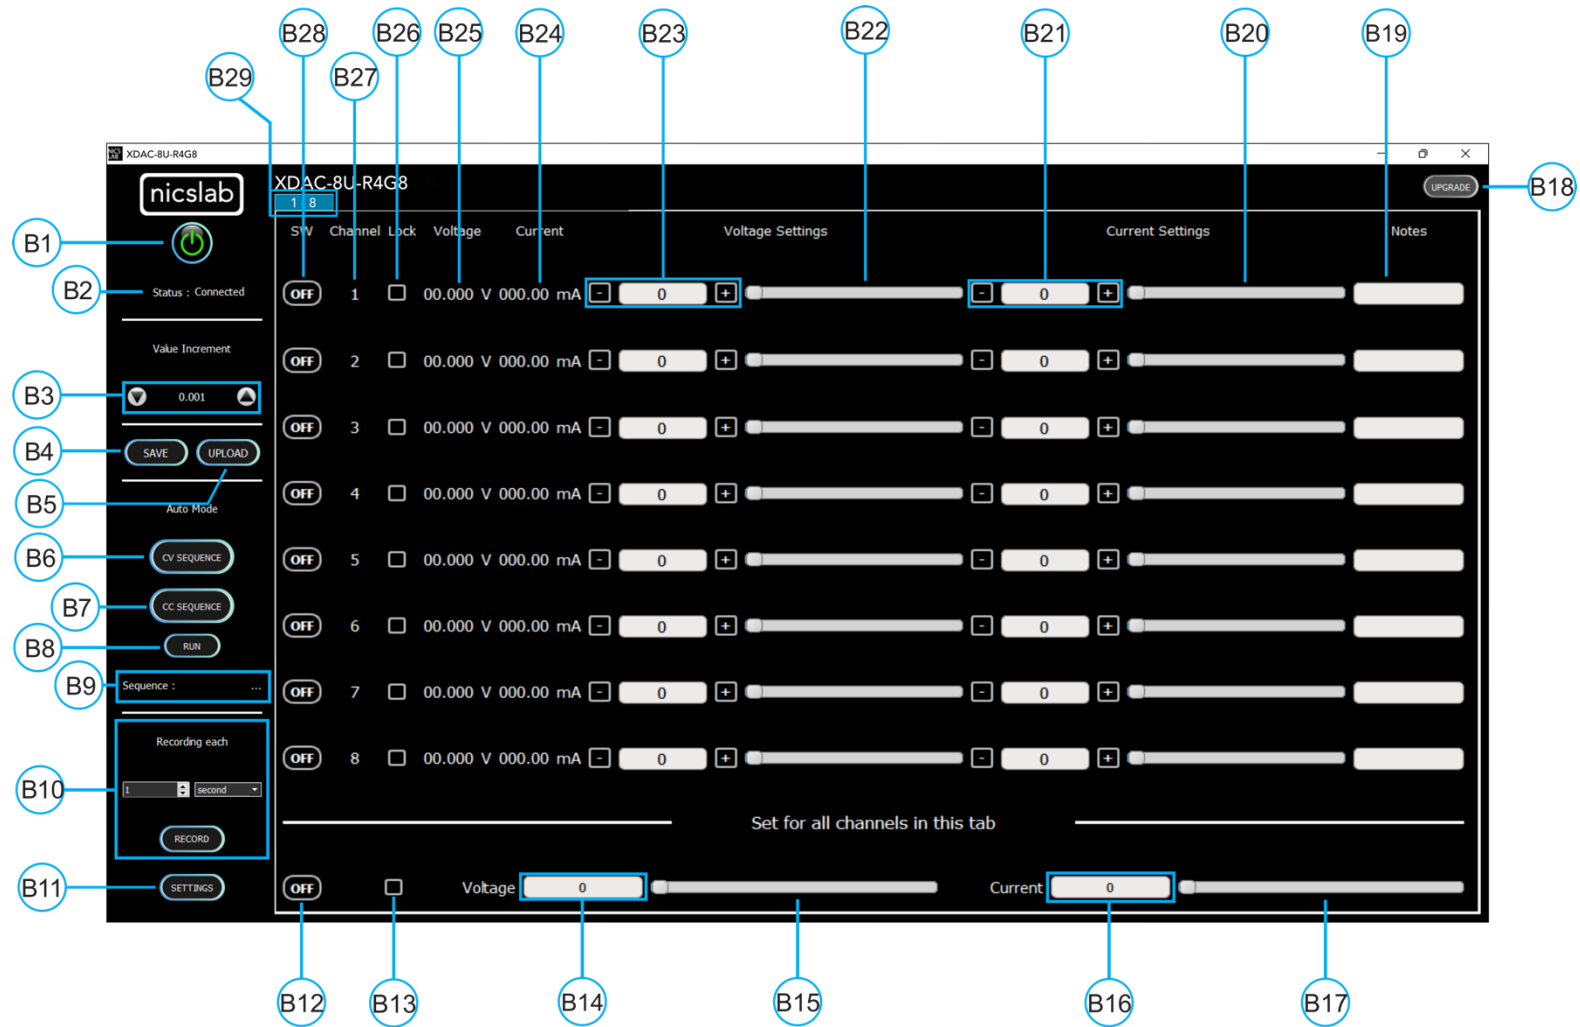 B28 B26 B25 B24 B23 B22 B21 B20 B19
B29 B27
NICS LAB XDAC-8U-R4G8
nicslab
XDAC-8U-R4G8
UPGRADE
B18
1 8
SW Channel Lock Voltage Current Voltage Settings Current Settings Notes
B1
B2 Status : Connected
OFF 1 00.000 V 000.00 mA - 0 + - 0 +
Value Increment
OFF 2 00.000 V 000.00 mA - 0 + - 0 +
B3 0.001
OFF 3 00.000 V 000.00 mA - 0 + - 0 +
B4 SAVE UPLOAD
B5
OFF 4 00.000 V 000.00 mA - 0 + - 0 +
Auto Mode
B6 CV SEQUENCE
OFF 5 00.000 V 000.00 mA - 0 + - 0 +
B7 CC SEQUENCE
OFF 6 00.000 V 000.00 mA - 0 + - 0 +
B8 RUN
B9 Sequence : ...
OFF 7 00.000 V 000.00 mA - 0 + - 0 +
Recording each
OFF 8 00.000 V 000.00 mA - 0 + - 0 +
B10 1 second
Set for all channels in this tab
RECORD
B11 SETTINGS
OFF Voltage 0 Current 0
B12 B13 B14 B15 B16 B17